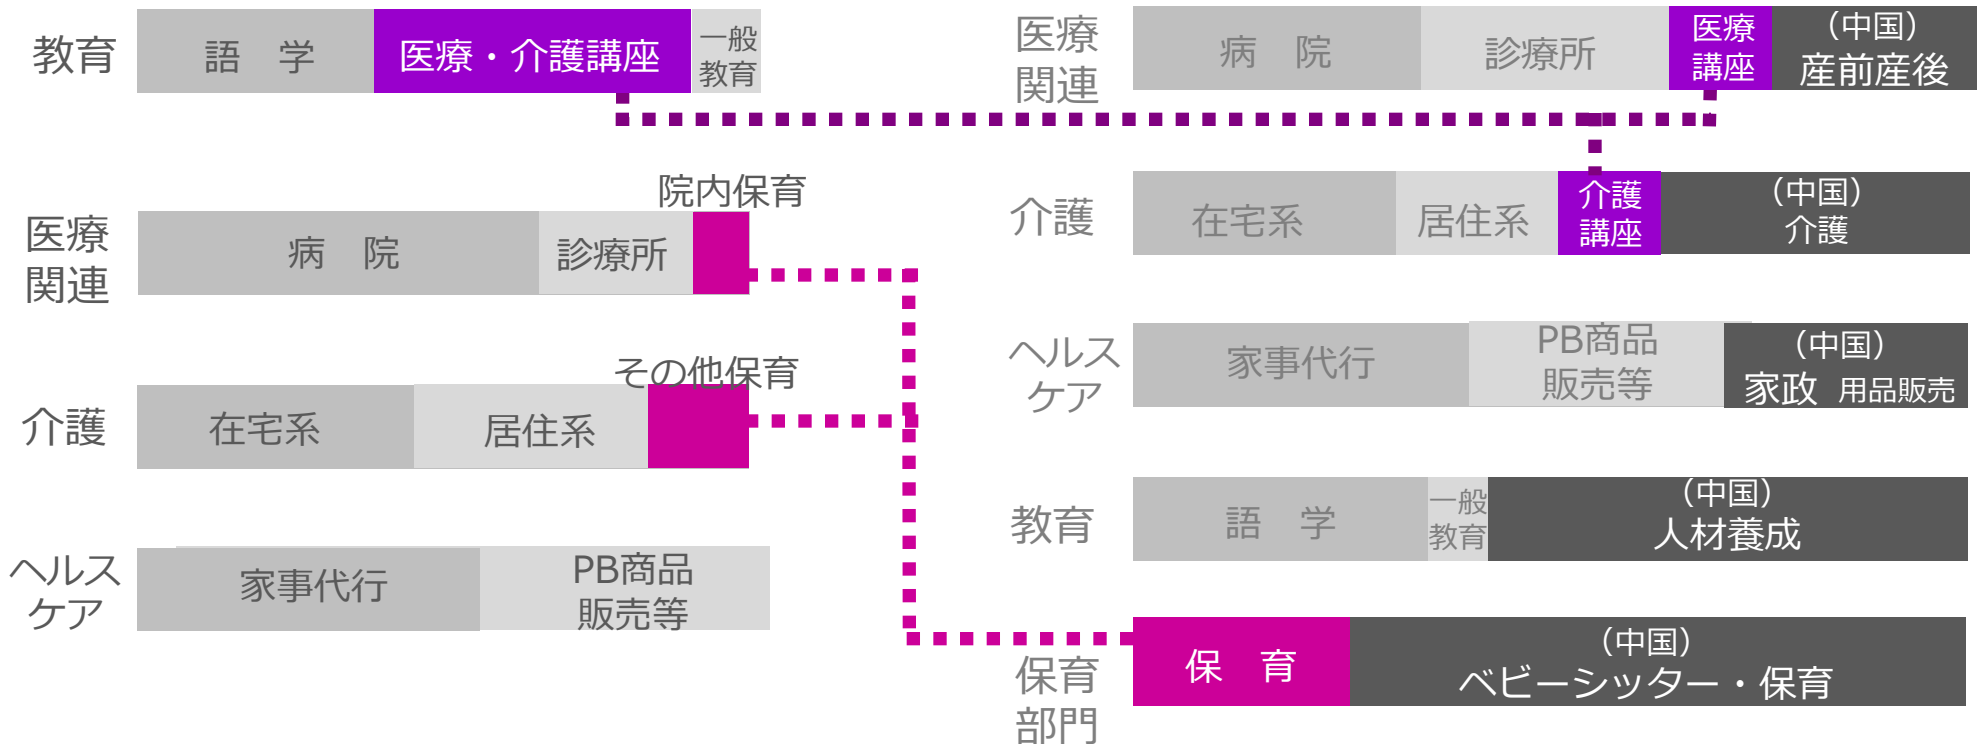 教育
語　学
医療・介護講座
一般
教育
医療
関連
院内保育
病　院
診療所
介護
その他保育
在宅系
居住系
ヘルス
ケア
家事代行
PB商品
販売等
医療
関連
病　院
診療所
医療
講座
（中国）
産前産後
介護
在宅系
居住系
介護
講座
（中国）
介護
ヘルス
ケア
家事代行
PB商品
販売等
（中国）
家政　用品販売
教育
語　学
一般
教育
（中国）
人材養成
保育
部門
保　育
（中国）
ベビーシッター・保育